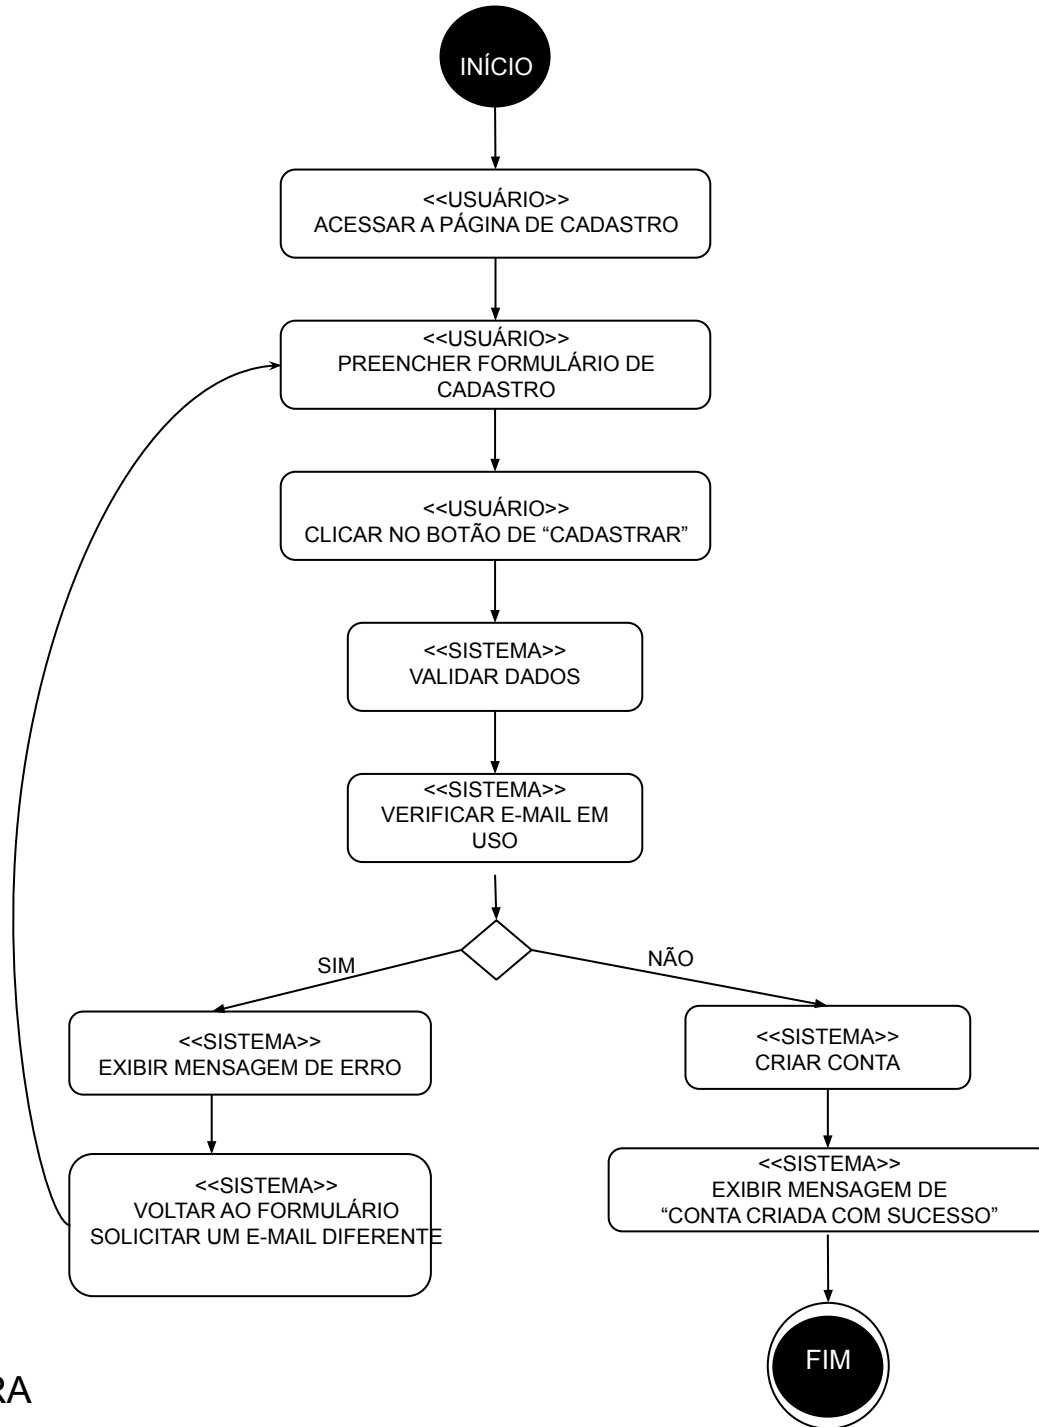 INÍCIO
<<USUÁRIO>>
ACESSAR A PÁGINA DE CADASTRO
<<USUÁRIO>>
PREENCHER FORMULÁRIO DE
CADASTRO
<<USUÁRIO>>
CLICAR NO BOTÃO DE “CADASTRAR”
<<SISTEMA>>
VALIDAR DADOS
<<SISTEMA>>
VERIFICAR E-MAIL EM
USO
SIM
NÃO
<<SISTEMA>>
EXIBIR MENSAGEM DE ERRO
<<SISTEMA>>
CRIAR CONTA
<<SISTEMA>>
VOLTAR AO FORMULÁRIO
SOLICITAR UM E-MAIL DIFERENTE
<<SISTEMA>>
EXIBIR MENSAGEM DE
“CONTA CRIADA COM SUCESSO”
FIM
RA